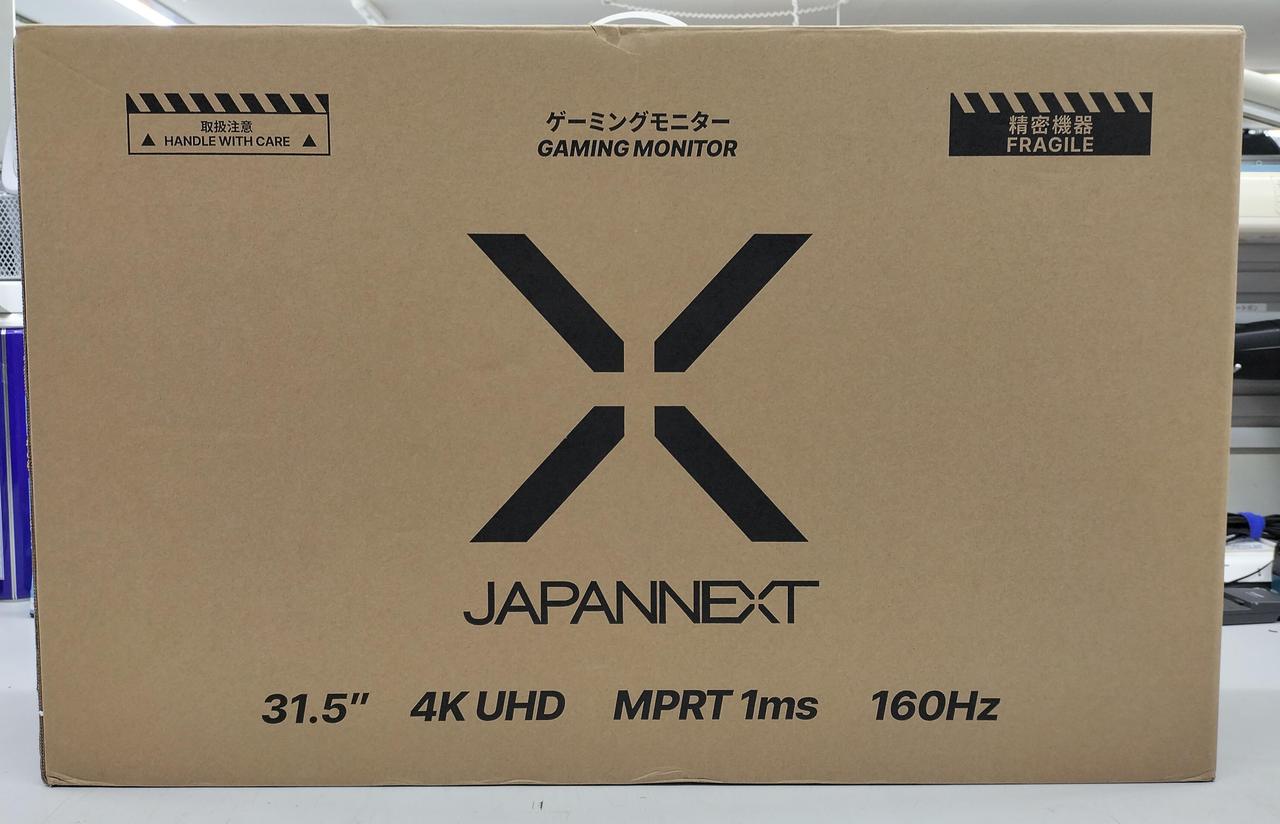 取扱注意
HANDLE WITH CARE
ゲーミングモニター
GAMING MONITOR
精密機器
FRAGILE
JAPANNEXT
31.5" 4K UHD MPRT 1ms 160Hz